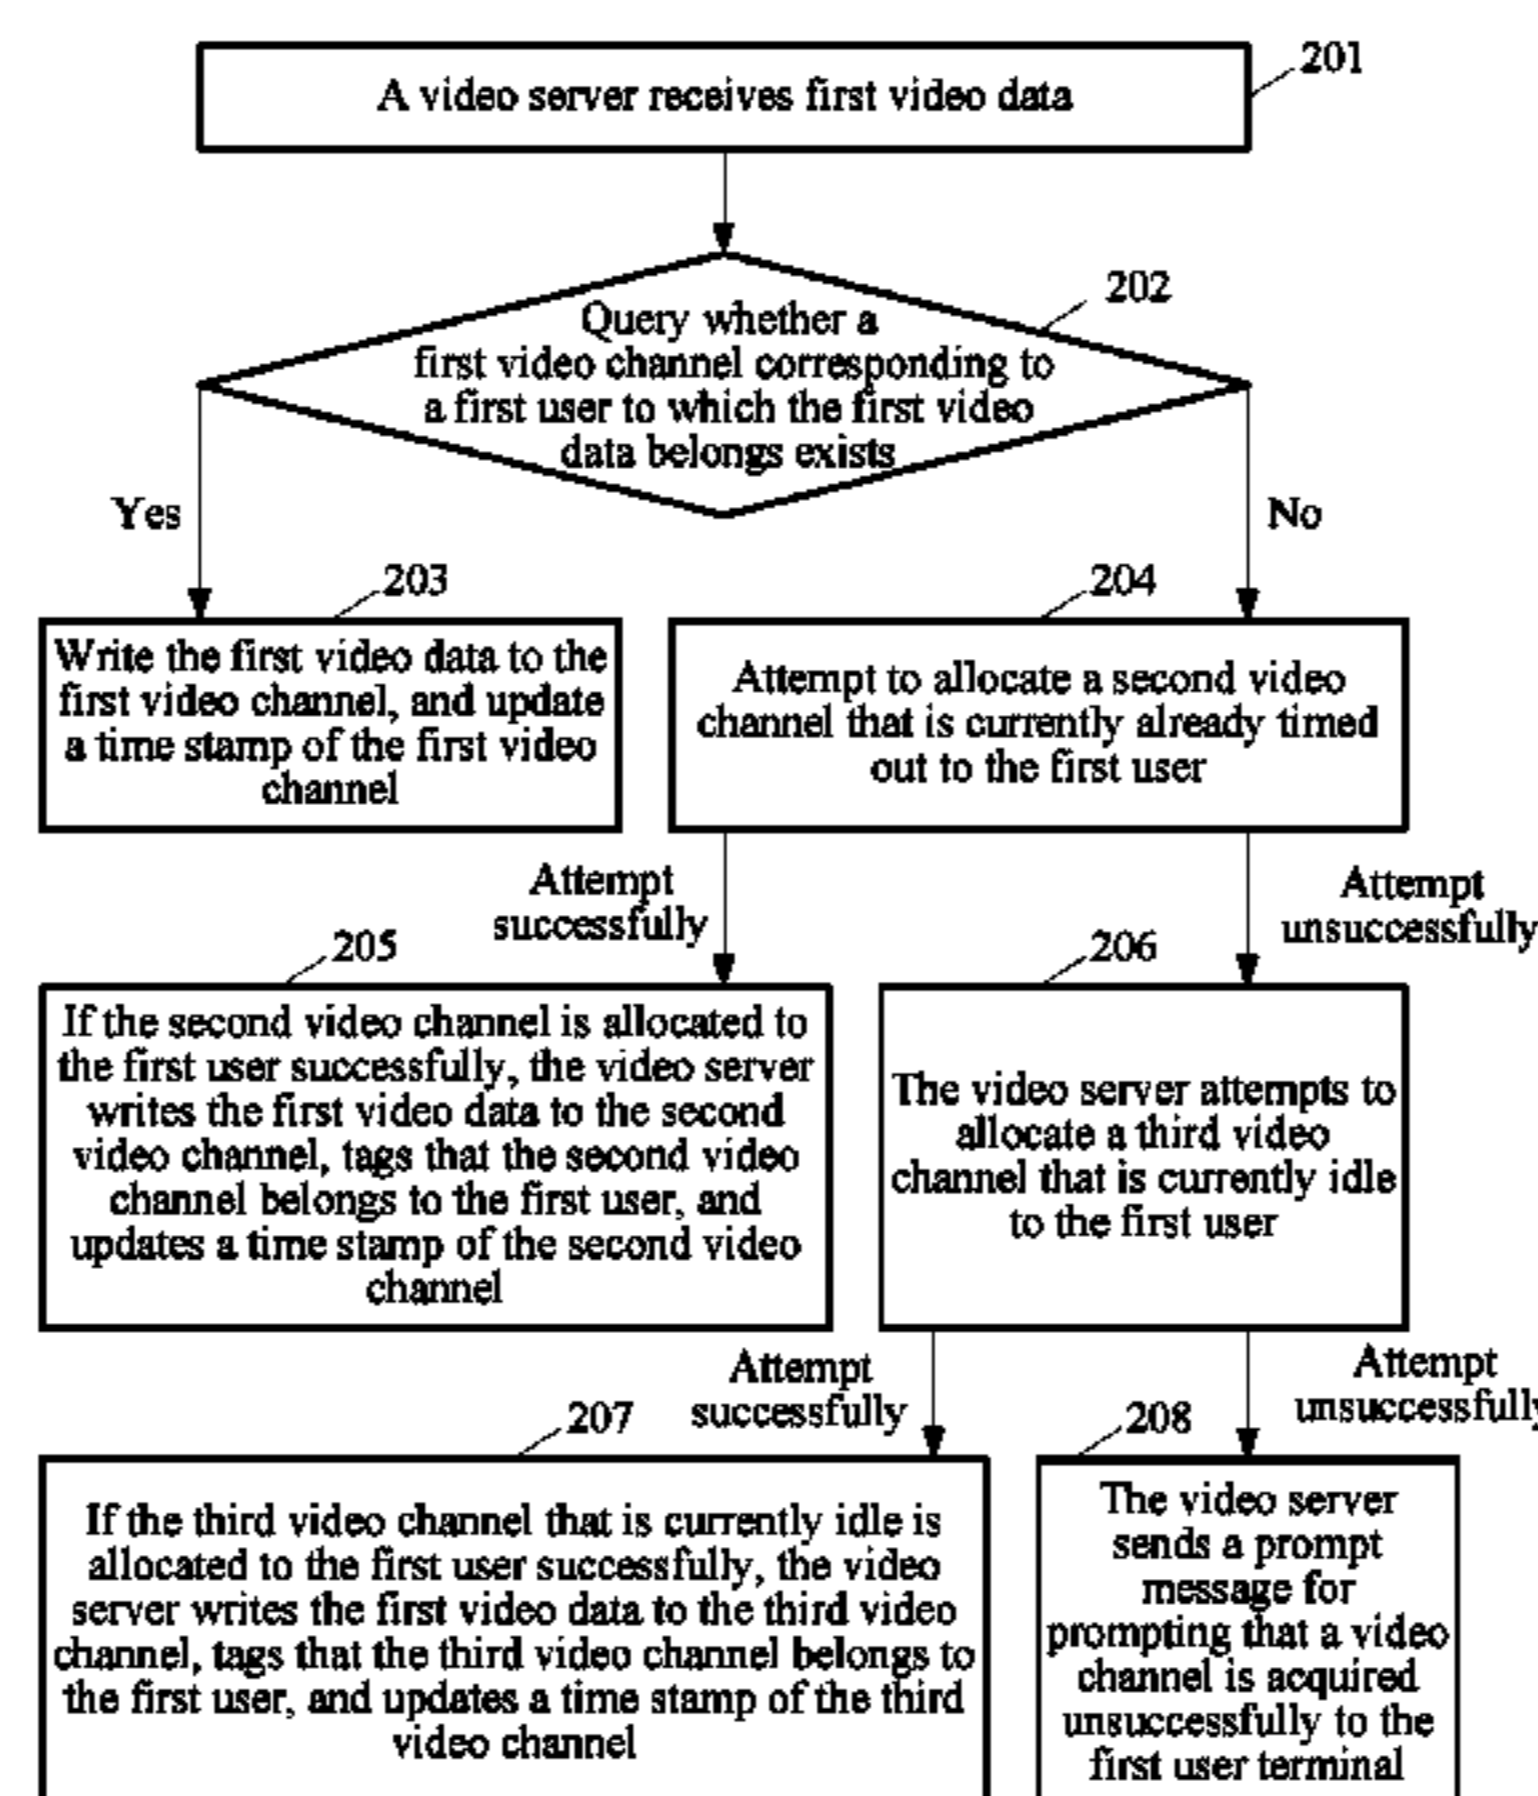 201
A video server receives first video data
202
Query whether a
first video channel corresponding to
a first user to which the first video
data belongs exists
Yes
No
203
Write the first video data to the
first video channel, and update
a time stamp of the first video
channel
204
Attempt to allocate a second video
channel that is currently already timed
out to the first user
Attempt
successfully
Attempt
unsuccessfully
205
If the second video channel is allocated to
the first user successfully, the video server
writes the first video data to the second
video channel, tags that the second video
channel belongs to the first user, and
updates a time stamp of the second video
channel
206
The video server attempts to
allocate a third video
channel that is currently idle
to the first user
Attempt
successfully
Attempt
unsuccessfully
207
If the third video channel that is currently idle is
allocated to the first user successfully, the video
server writes the first video data to the third video
channel, tags that the third video channel belongs to
the first user, and updates a time stamp of the third
video channel
208
The video server
sends a prompt
message for
prompting that a video
channel is acquired
unsuccessfully to the
first user terminal